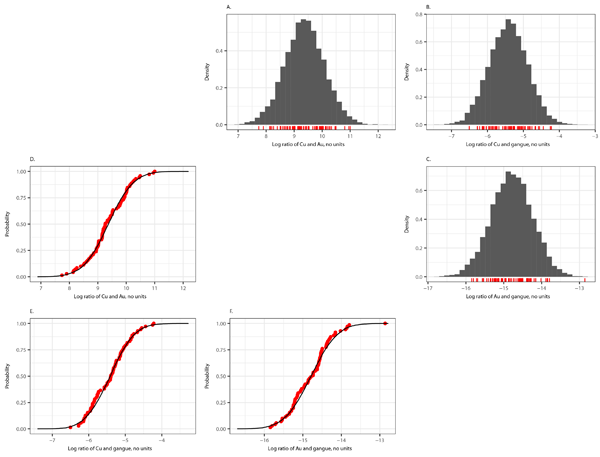 A.
0.4
0.2
0.0
Density
7 8 9 10 11 12
Log ratio of Cu and Au, no units
B.
0.8
0.6
0.4
0.2
0.0
Density
-7 -6 -5 -4 -3
Log ratio of Cu and gangue, no units
C.
0.6
0.4
0.2
0.0
Density
-17 -16 -15 -14 -13
Log ratio of Au and gangue, no units
D.
1.00
0.75
0.50
0.25
0.00
Probability
7 8 9 10 11 12
Log ratio of Cu and Au, no units
E.
1.00
0.75
0.50
0.25
0.00
Probability
-7 -6 -5 -4
Log ratio of Cu and gangue, no units
F.
1.00
0.75
0.50
0.25
0.00
Probability
-16 -15 -14 -13
Log ratio of Au and gangue, no units